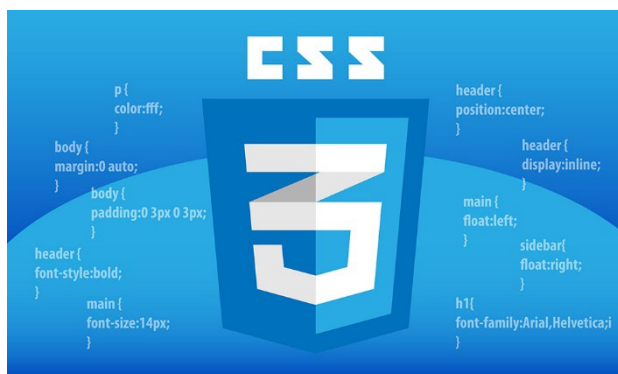 CSS
p {
color:fff;
}
body {
margin:0 auto;
}
body {
padding:0 3px 0 3px;
}
header {
font-style:bold;
}
main {
font-size:14px;
}
3
header {
position:center;
}
header {
display:inline;
}
main {
float:left;
}
sidebar{
float:right;
}
h1{
font-family:Arial,Helvetica;i
}